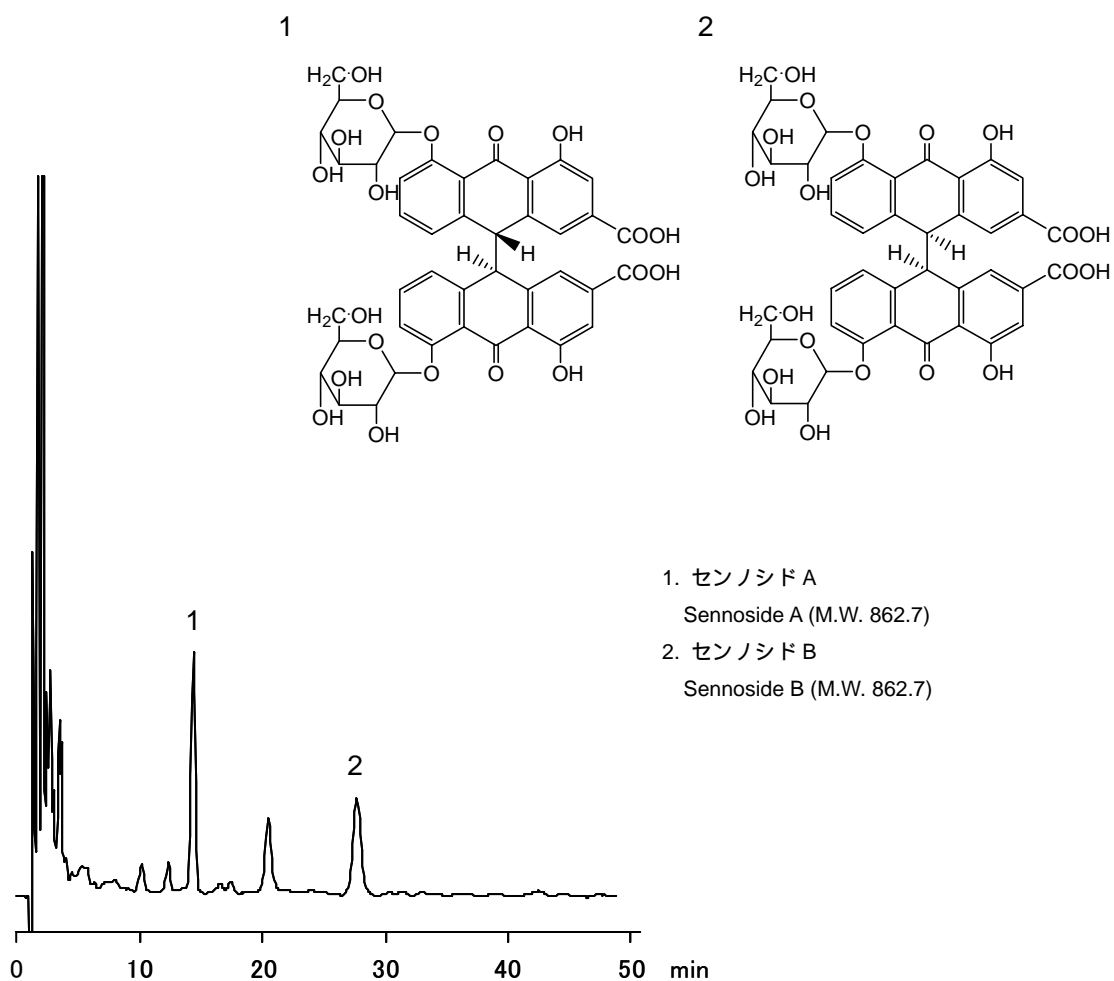 1
2
H₂C·OH
O
OH
OH
OH
O
O
OH
COOH
H
H
COOH
H₂C·OH
O
OH
OH
OH
O
O
OH
H₂C·OH
O
OH
OH
OH
O
O
OH
COOH
H
H
COOH
H₂C·OH
O
OH
OH
OH
O
O
OH
1. センノシド A
Sennoside A (M.W. 862.7)
2. センノシド B
Sennoside B (M.W. 862.7)
1
2
0 10 20 30 40 50 min